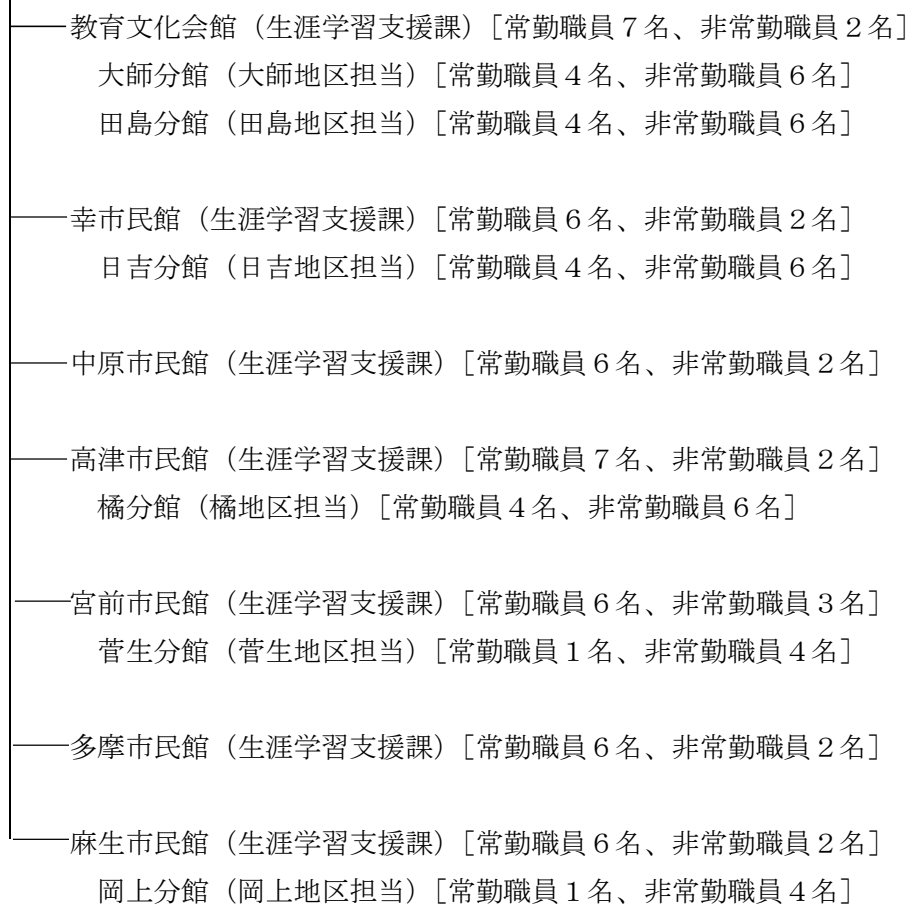 教育文化会館（生涯学習支援課）［常勤職員７名、非常勤職員２名］
大師分館（大師地区担当）［常勤職員４名、非常勤職員６名］
田島分館（田島地区担当）［常勤職員４名、非常勤職員６名］
幸市民館（生涯学習支援課）［常勤職員６名、非常勤職員２名］
日吉分館（日吉地区担当）［常勤職員４名、非常勤職員６名］
中原市民館（生涯学習支援課）［常勤職員６名、非常勤職員２名］
高津市民館（生涯学習支援課）［常勤職員７名、非常勤職員２名］
橘分館（橘地区担当）［常勤職員４名、非常勤職員６名］
宮前市民館（生涯学習支援課）［常勤職員６名、非常勤職員３名］
菅生分館（菅生地区担当）［常勤職員１名、非常勤職員４名］
多摩市民館（生涯学習支援課）［常勤職員６名、非常勤職員２名］
麻生市民館（生涯学習支援課）［常勤職員６名、非常勤職員２名］
岡上分館（岡上地区担当）［常勤職員１名、非常勤職員４名］